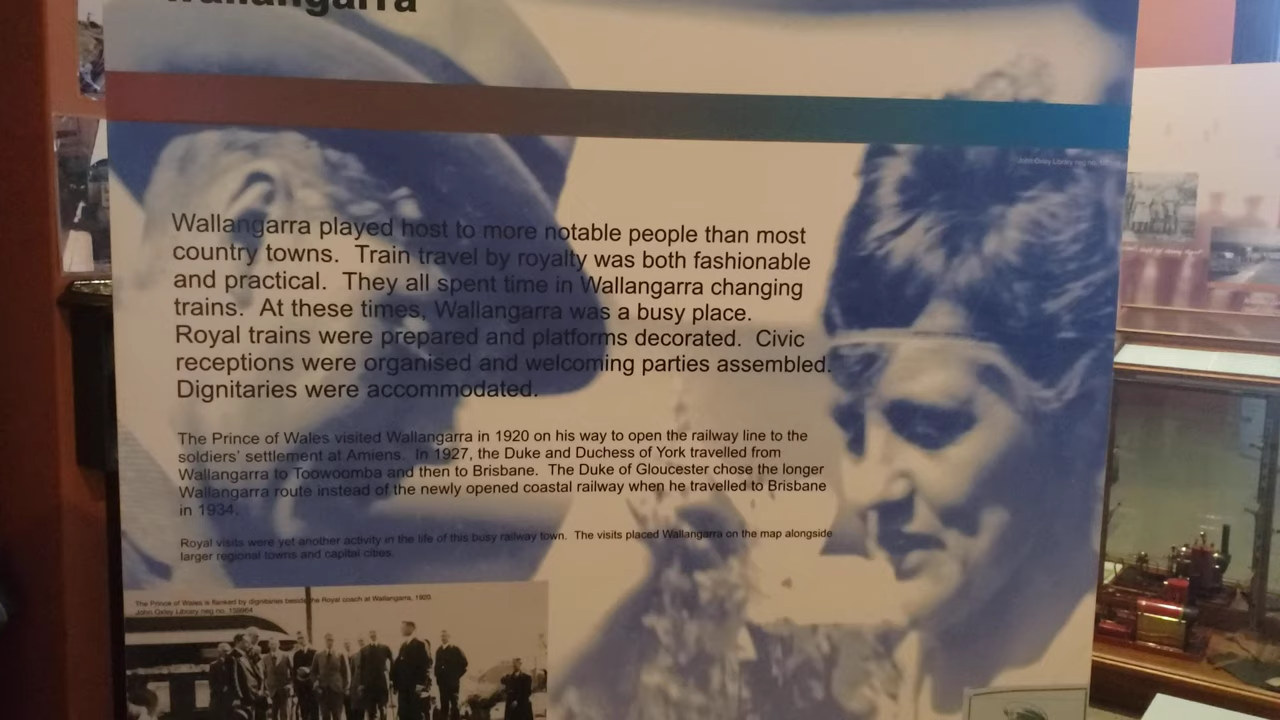 Wallangarra
John Oxley Library neg no.
Wallangarra played host to more notable people than most
country towns.  Train travel by royalty was both fashionable
and practical.  They all spent time in Wallangarra changing
trains.  At these times, Wallangarra was a busy place.
Royal trains were prepared and platforms decorated.  Civic
receptions were organised and welcoming parties assembled.
Dignitaries were accommodated.
The Prince of Wales visited Wallangarra in 1920 on his way to open the railway line to the
soldiers' settlement at Amiens.  In 1927, the Duke and Duchess of York travelled from
Wallangarra to Toowoomba and then to Brisbane.  The Duke of Gloucester chose the longer
Wallangarra route instead of the newly opened coastal railway when he travelled to Brisbane
in 1934.
Royal visits were yet another activity in the life of this busy railway town.  The visits placed Wallangarra on the map alongside
larger regional towns and capital cities.
The Prince of Wales is flanked by dignitaries beside the Royal coach at Wallangarra, 1920.
John Oxley Library neg no. 159964